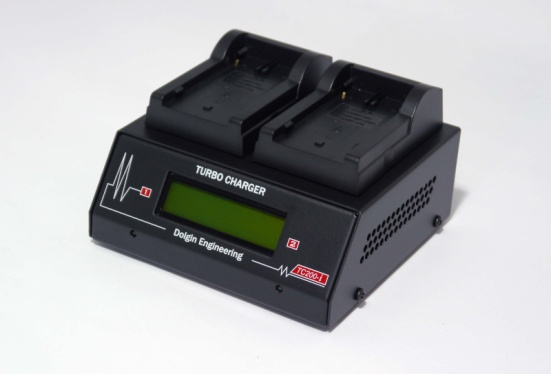 TURBO CHARGER
1
2
Dolgin Engineering
TC200-i